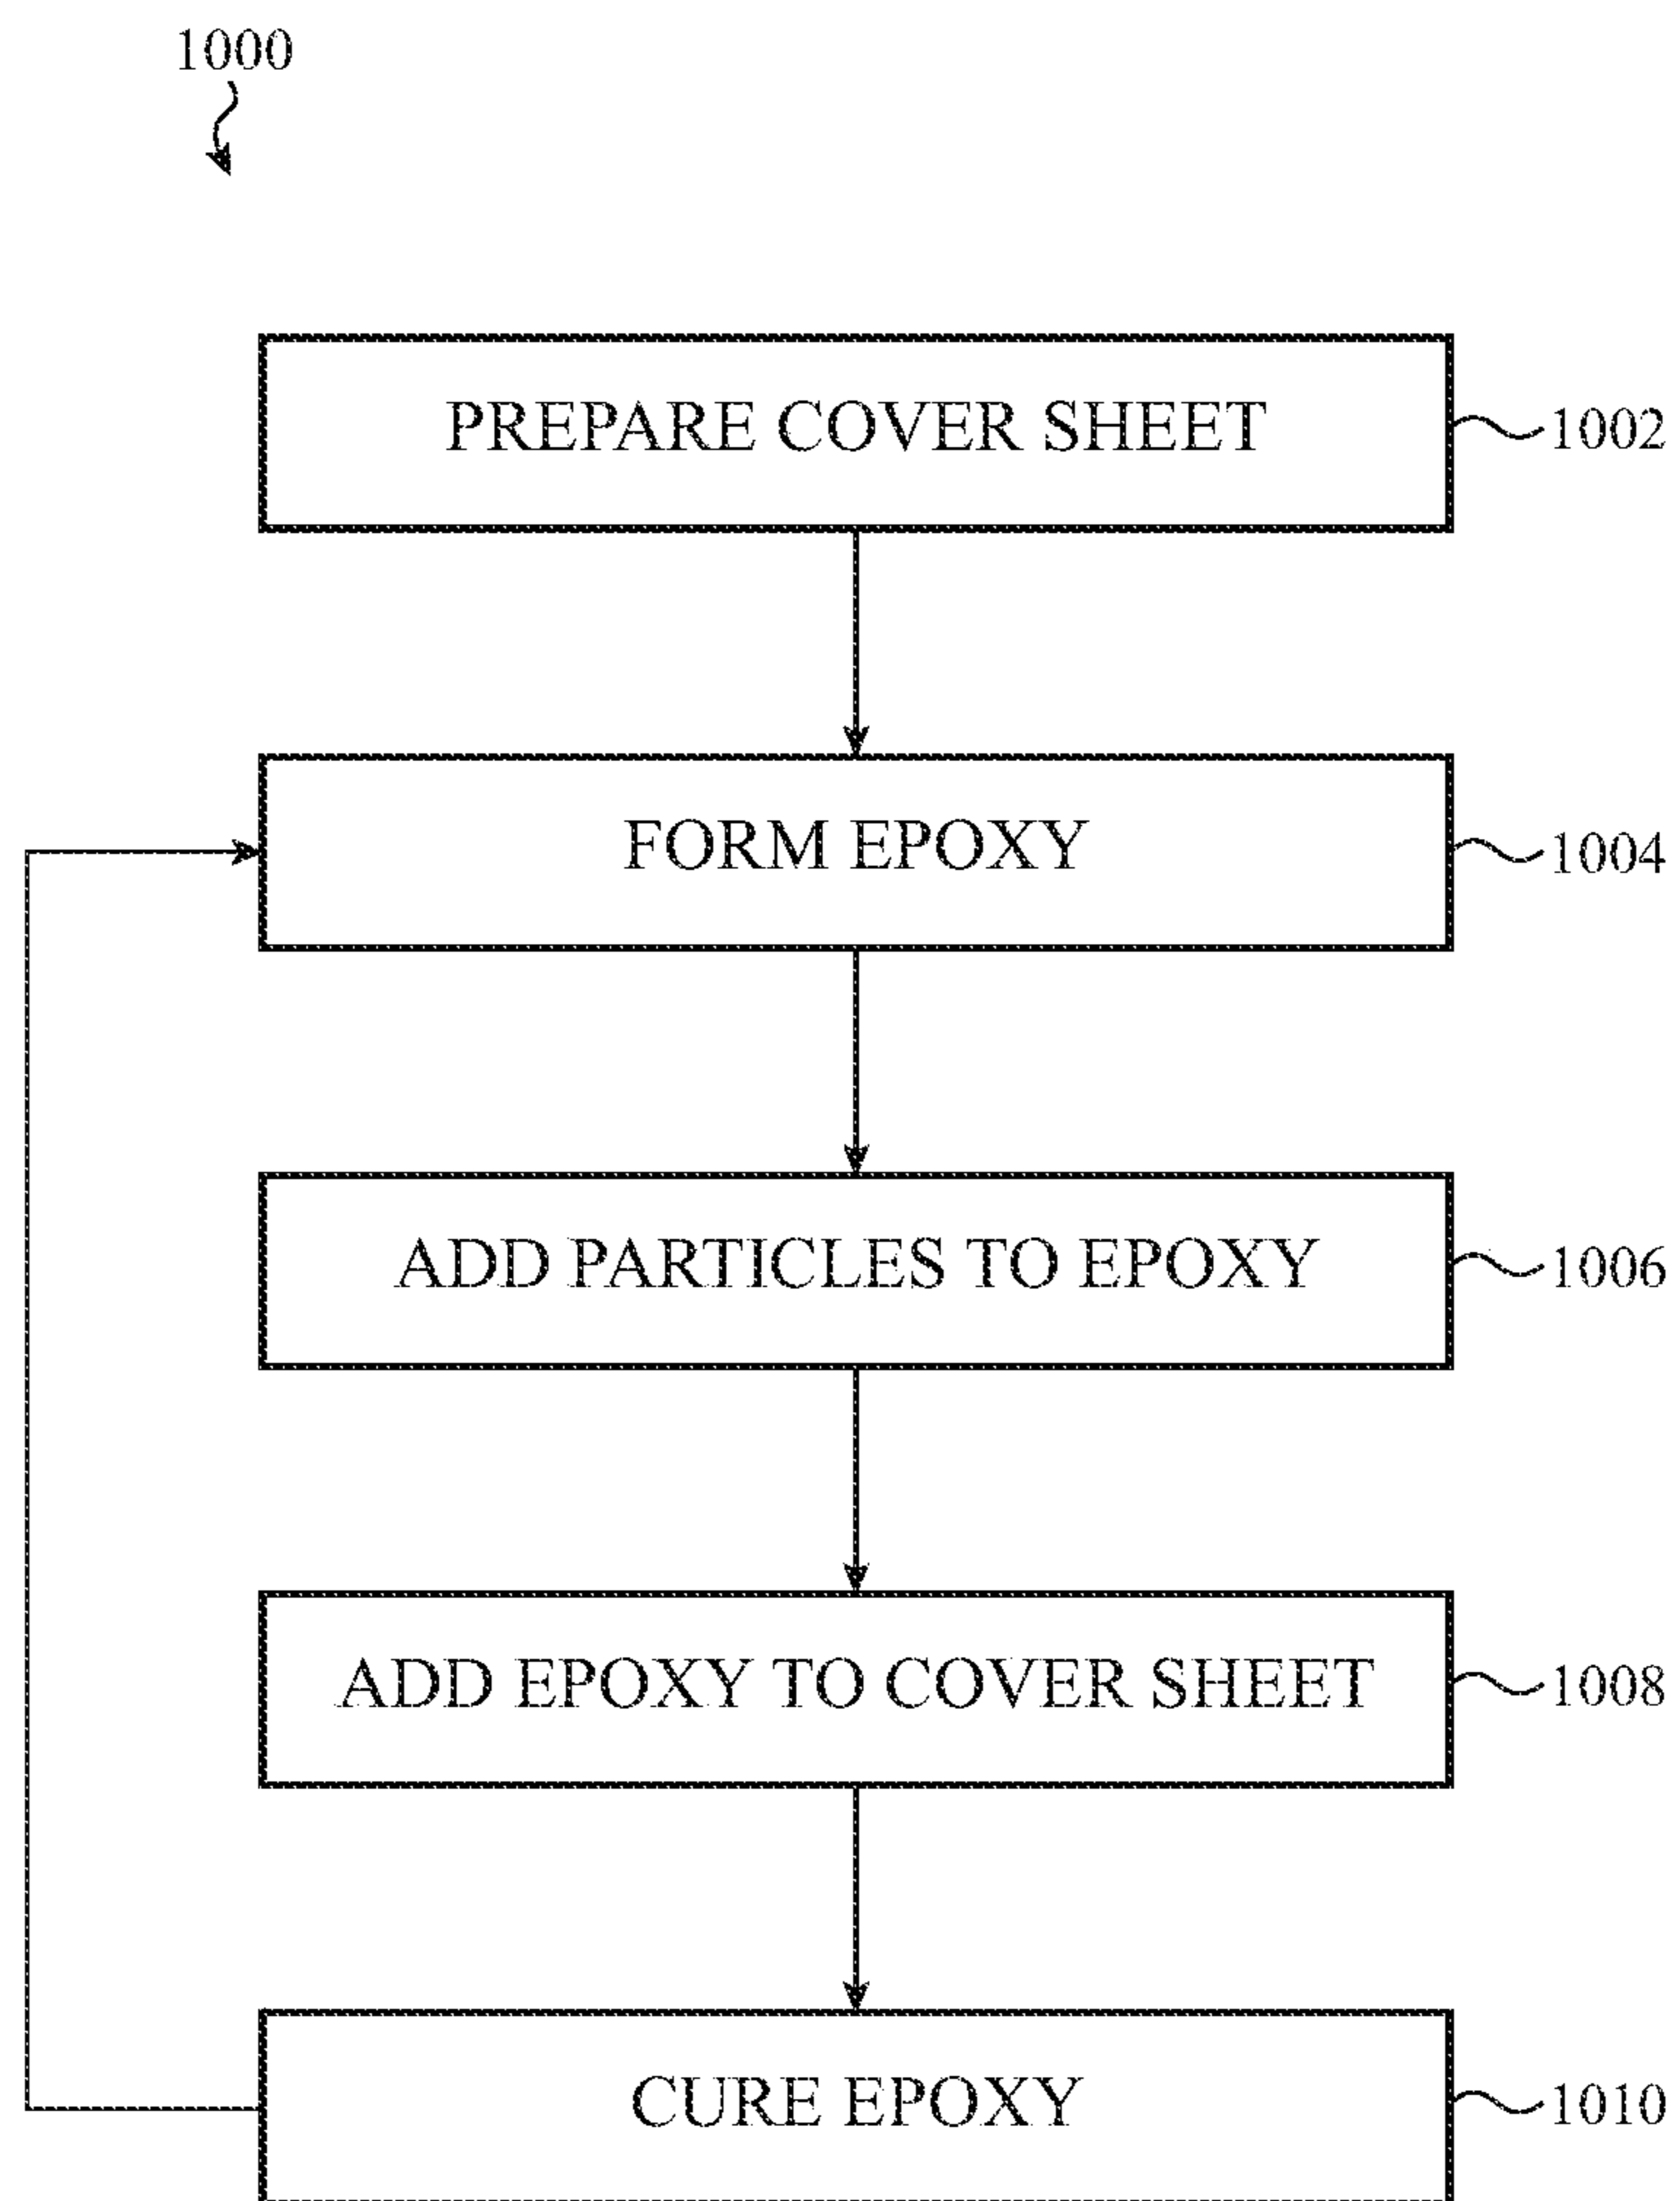 1000
PREPARE COVER SHEET 1002
FORM EPOXY 1004
ADD PARTICLES TO EPOXY 1006
ADD EPOXY TO COVER SHEET 1008
CURE EPOXY 1010